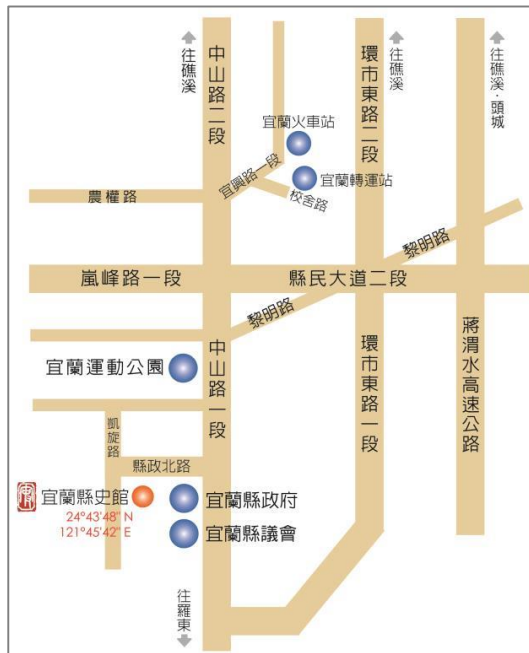 往礁溪
往礁溪
往礁溪·頭城
中山路二段
環市東路二段
宜蘭火車站
宜興路一段
宜蘭轉運站
校舍路
農權路
黎明路
嵐峰路一段
縣民大道二段
黎明路
中山路一段
環市東路一段
蔣渭水高速公路
宜蘭運動公園
凱旋路
縣政北路
宜蘭縣史館
24°43'48" N
121°45'42" E
宜蘭縣政府
宜蘭縣議會
往羅東